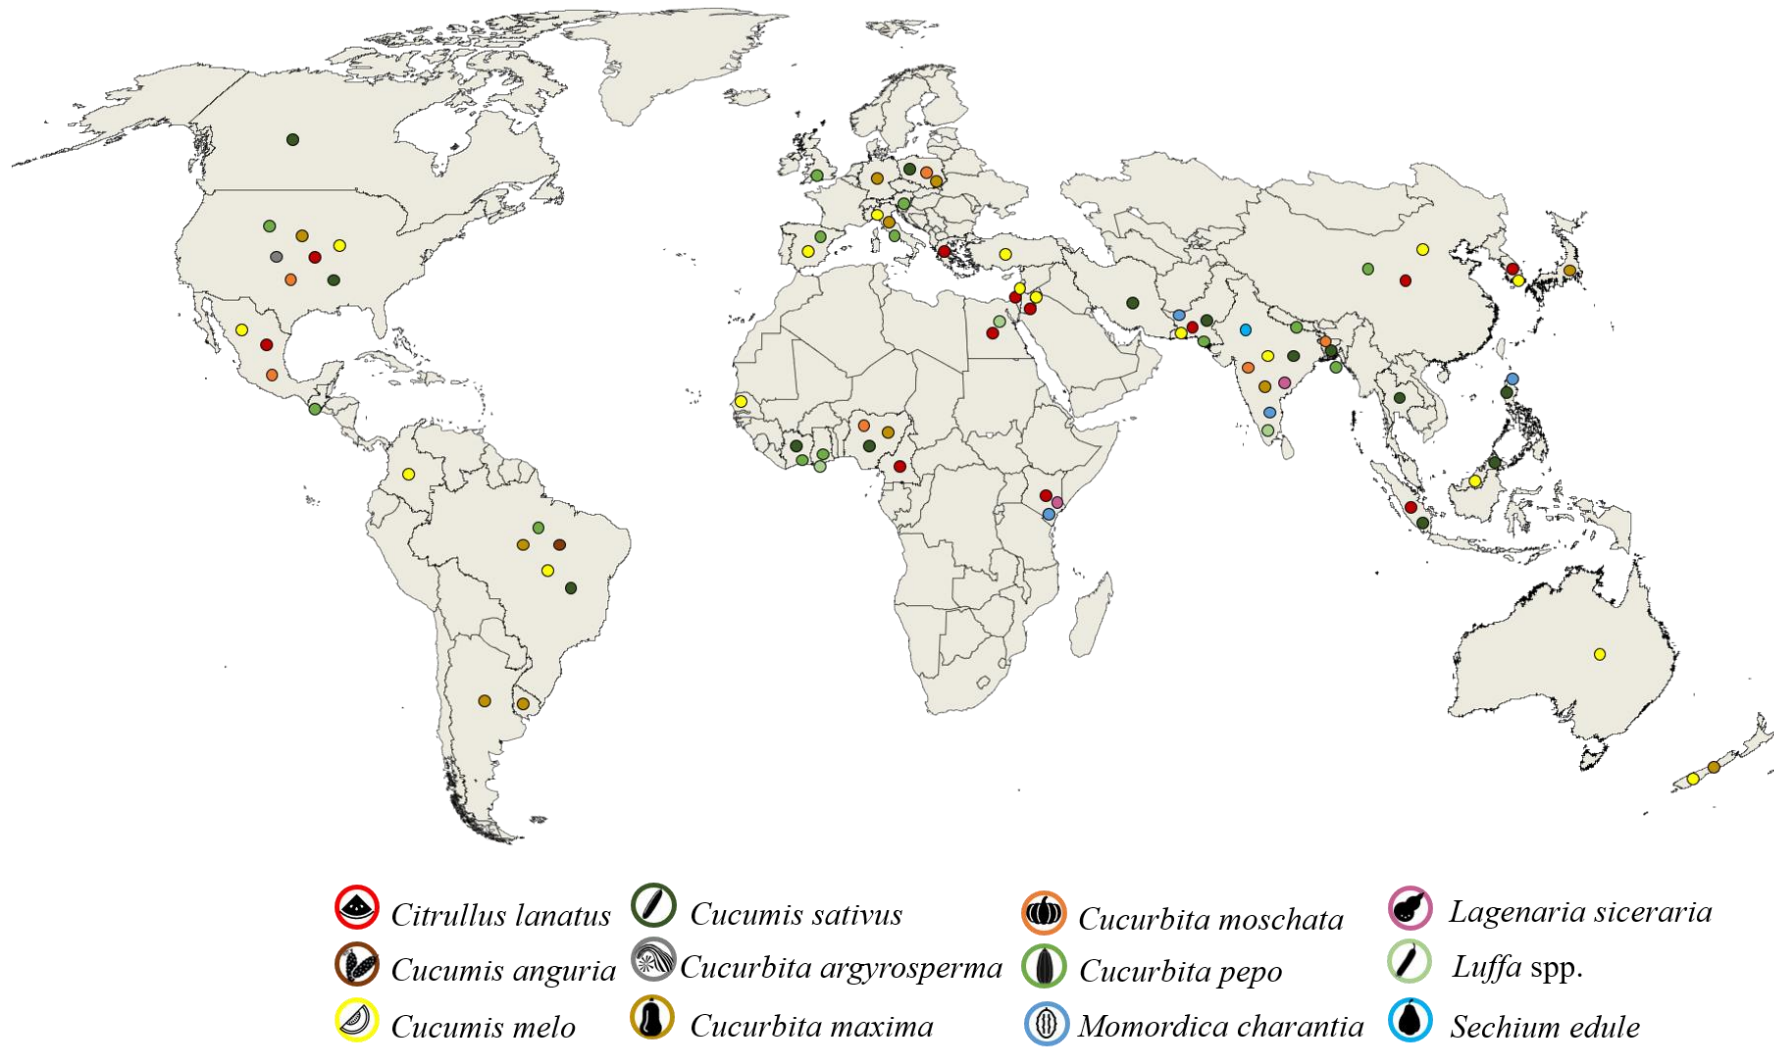 Citrullus lanatus
Cucumis sativus
Cucurbita moschata
Lagenaria siceraria
Cucumis anguria
Cucurbita argyrosperma
Cucurbita pepo
Luffa spp.
Cucumis melo
Cucurbita maxima
Momordica charantia
Sechium edule